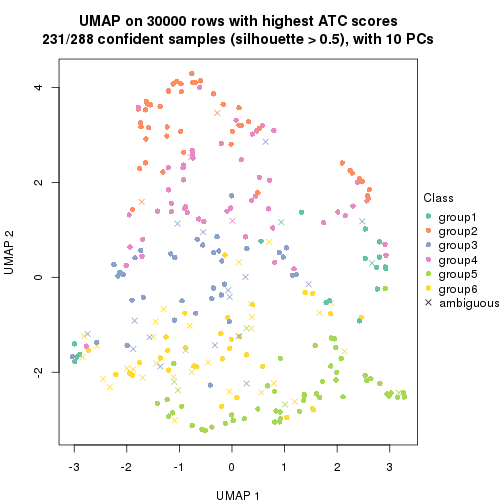 UMAP on 30000 rows with highest ATC scores
231/288 confident samples (silhouette > 0.5), with 10 PCs
UMAP 2
4
2
0
-2
-3
-2
-1
0
1
2
3
UMAP 1
Class
group1
group2
group3
group4
group5
group6
ambiguous